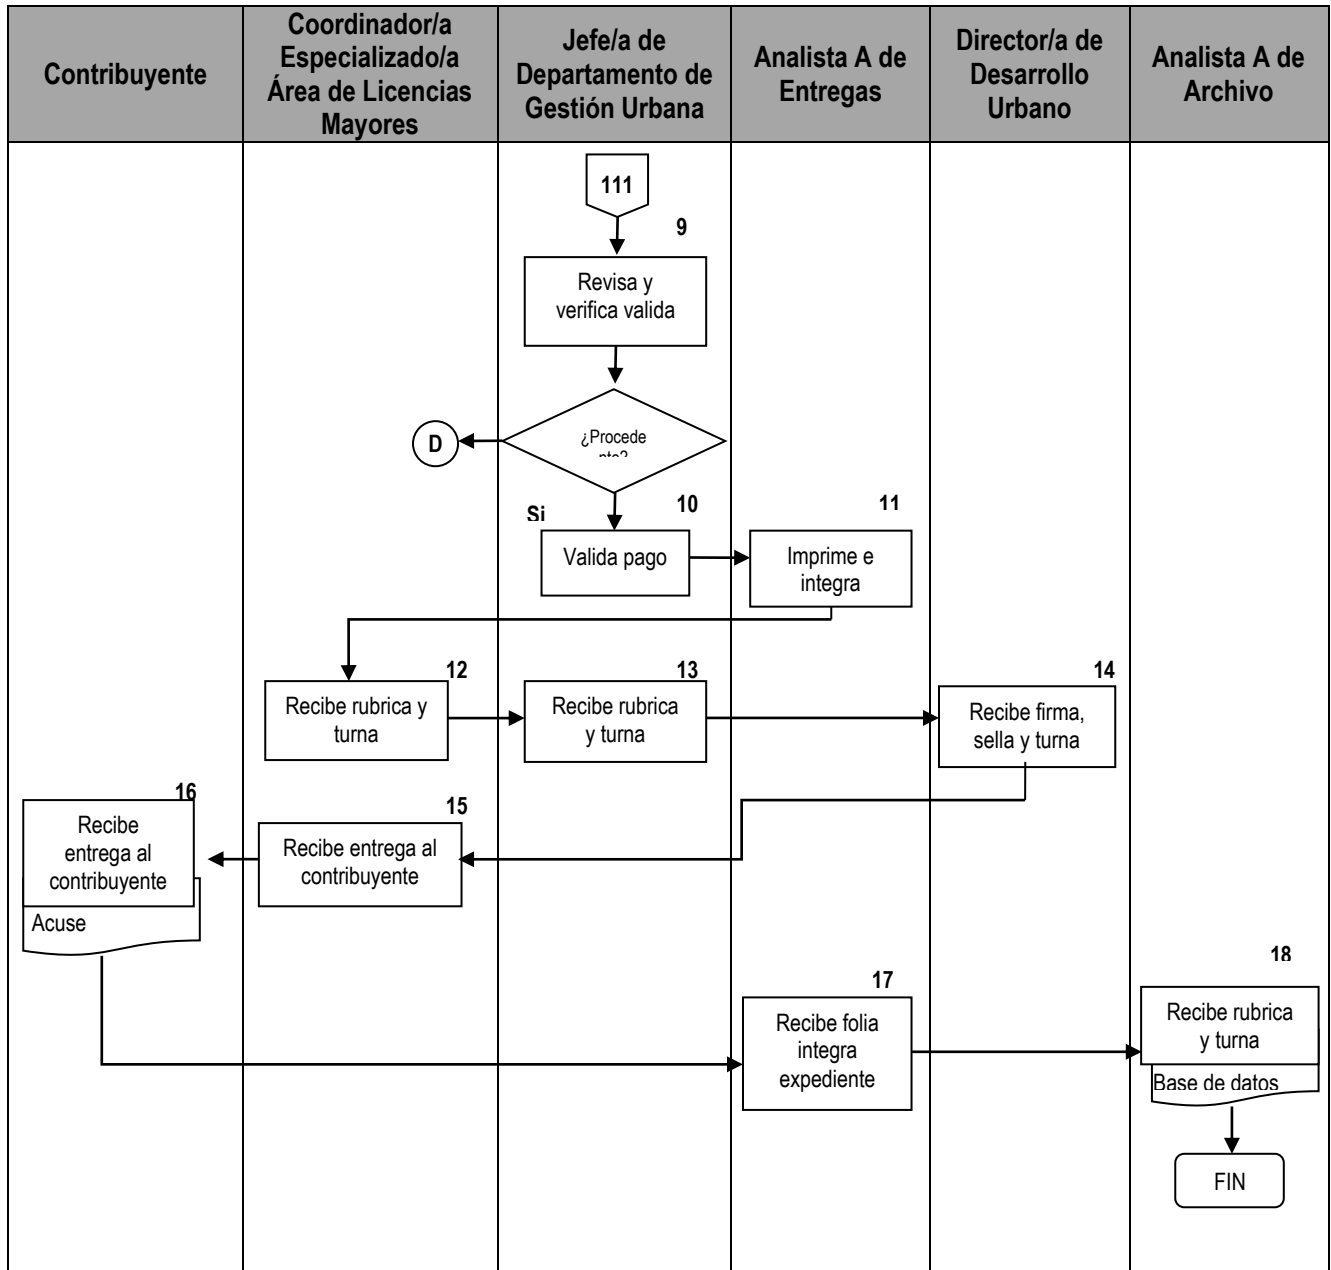 Contribuyente
Coordinador/a
Especializado/a
Área de Licencias
Mayores
Jefe/a de
Departamento de
Gestión Urbana
Analista A de
Entregas
Director/a de
Desarrollo
Urbano
Analista A de
Archivo
111
9
Revisa y
verifica valida
¿Procede
nte?
D
Si
10
11
Valida pago
Imprime e
integra
12
13
14
Recibe rubrica y
turna
Recibe rubrica
y turna
Recibe firma,
sella y turna
16
15
Recibe
entrega al
contribuyente
Acuse
Recibe entrega al
contribuyente
17
18
Recibe folia
integra
expediente
Recibe rubrica
y turna
Base de datos
FIN